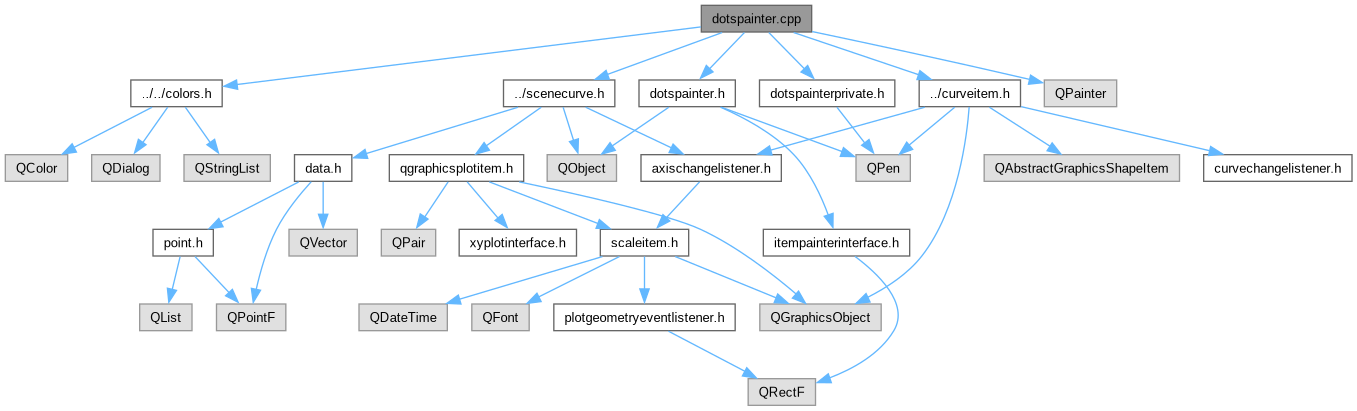 dotspainter.cpp
../../colors.h
../scenecurve.h
dotspainter.h
dotspainterprivate.h
../curveitem.h
QPainter
QColor
QDialog
QStringList
data.h
qgraphicsplotitem.h
QObject
axischangelistener.h
QPen
QAbstractGraphicsShapeItem
curvechangelistener.h
point.h
QVector
QPair
xyplotinterface.h
scaleitem.h
itempainterinterface.h
QList
QPointF
QDateTime
QFont
plotgeometryeventlistener.h
QGraphicsObject
QRectF